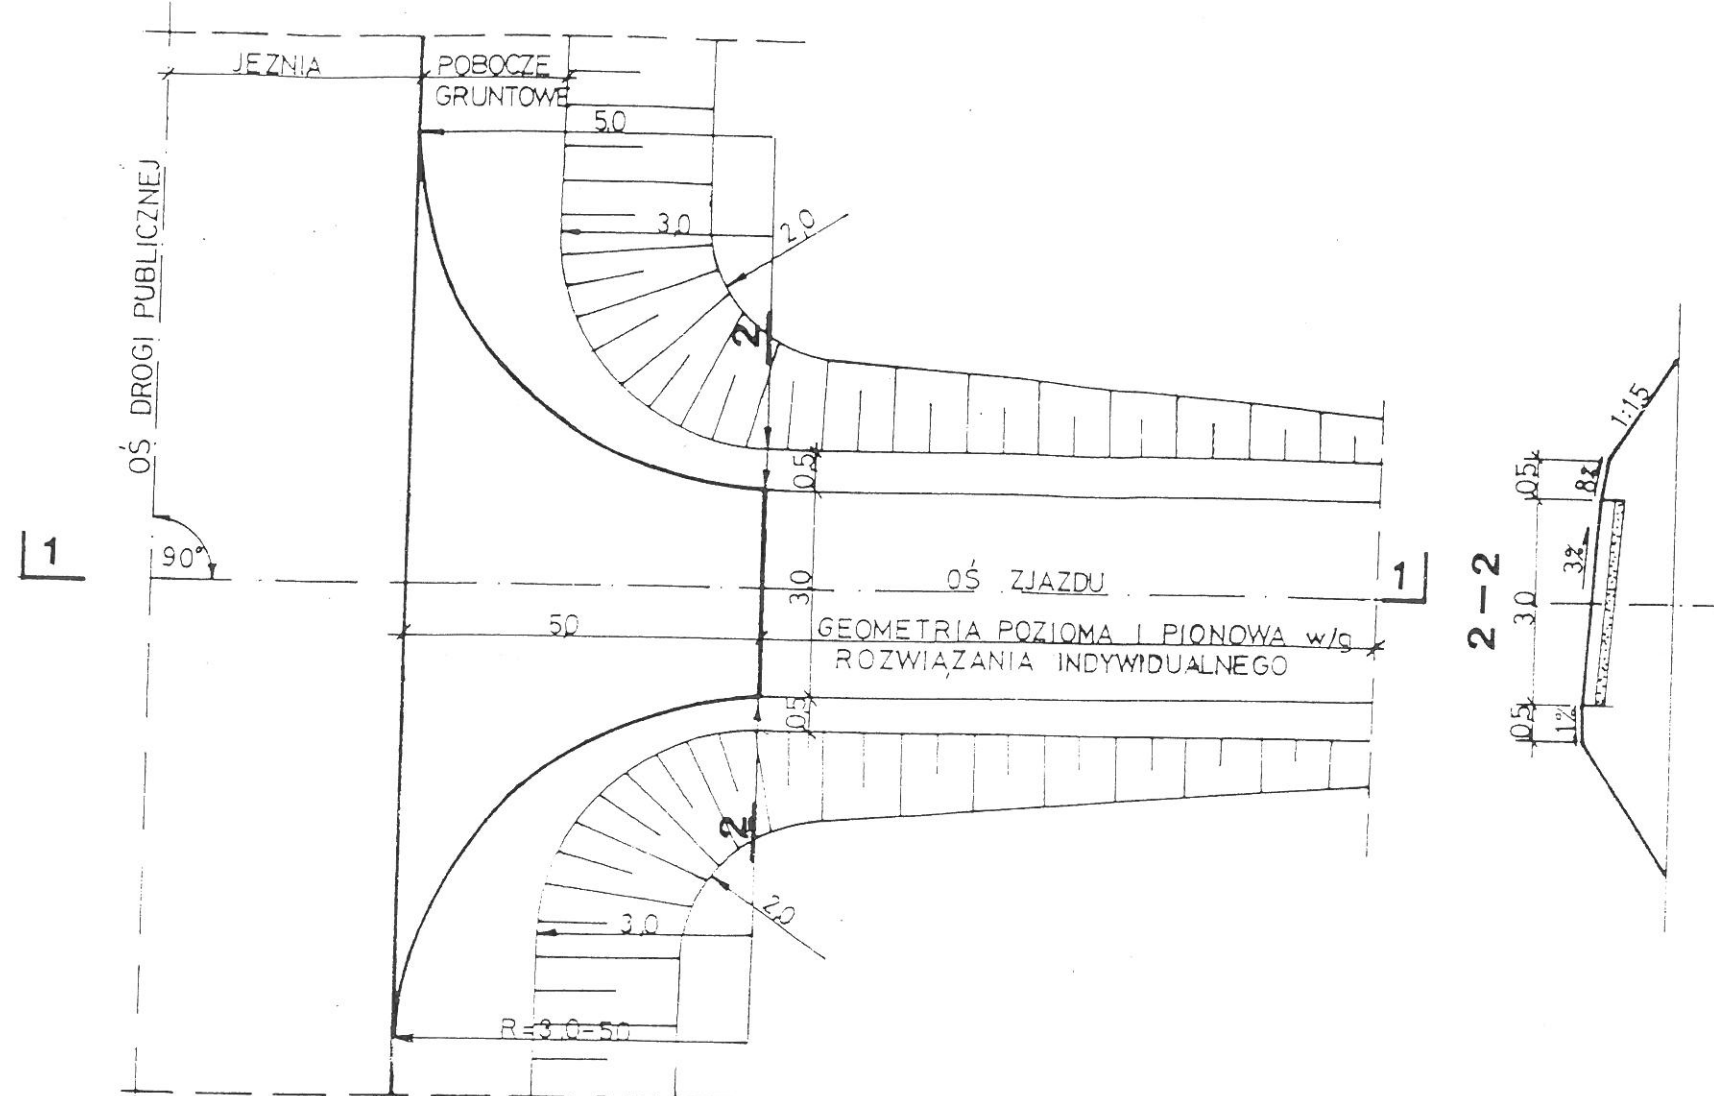 JEZNIA
POBOCZE
GRUNTOWE
5,0
OŚ DROGI PUBLICZNEJ
3,0
2,0
2
0,5
90°
1
OŚ ZJAZDU
1
3,0
50
GEOMETRIA POZIOMA I PIONOWA w/g
ROZWIĄZANIA INDYWIDUALNEGO
0,5
2
2,0
3,0
R=3,0-5,0
2-2
1:1,5
0,5
8%
3%
3,0
0,5
1%